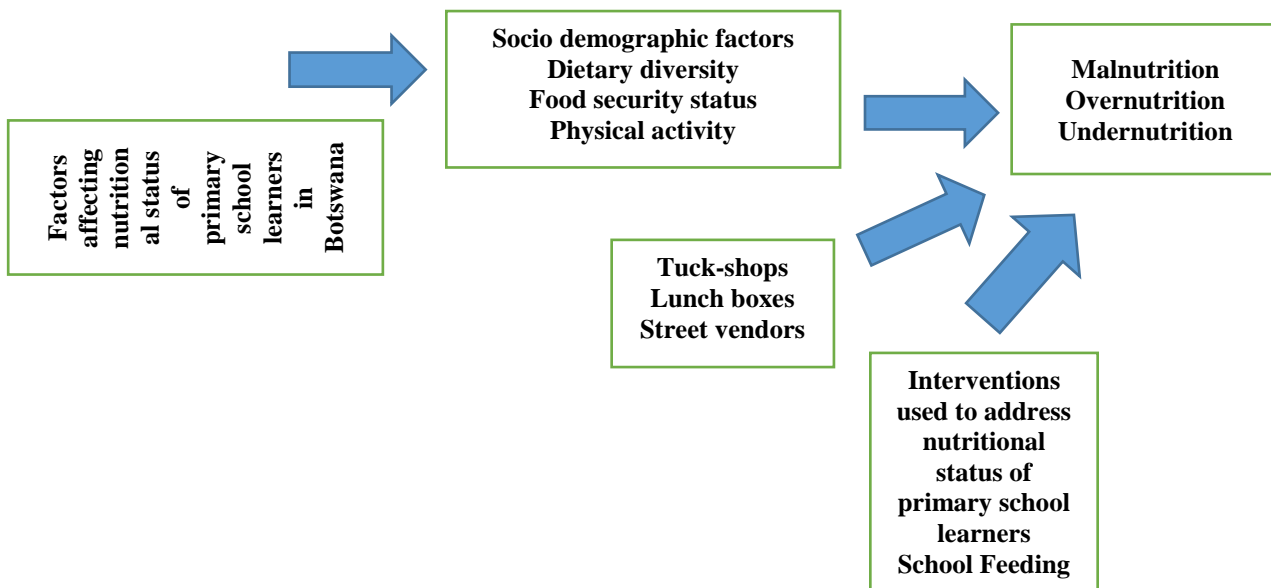 Factors
affecting
nutrition
al status
of
primary
school
learners
in
Botswana
Socio demographic factors
Dietary diversity
Food security status
Physical activity
Malnutrition
Overnutrition
Undernutrition
Tuck-shops
Lunch boxes
Street vendors
Interventions
used to address
nutritional
status of
primary school
learners
School Feeding